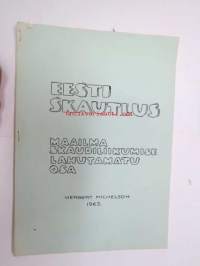 EESTI
SKAUTLUS
MAAILMA
SKAUDILIIKUMISE
LAHUTAMATU
OSA
HERBERT MICHELSON
1963